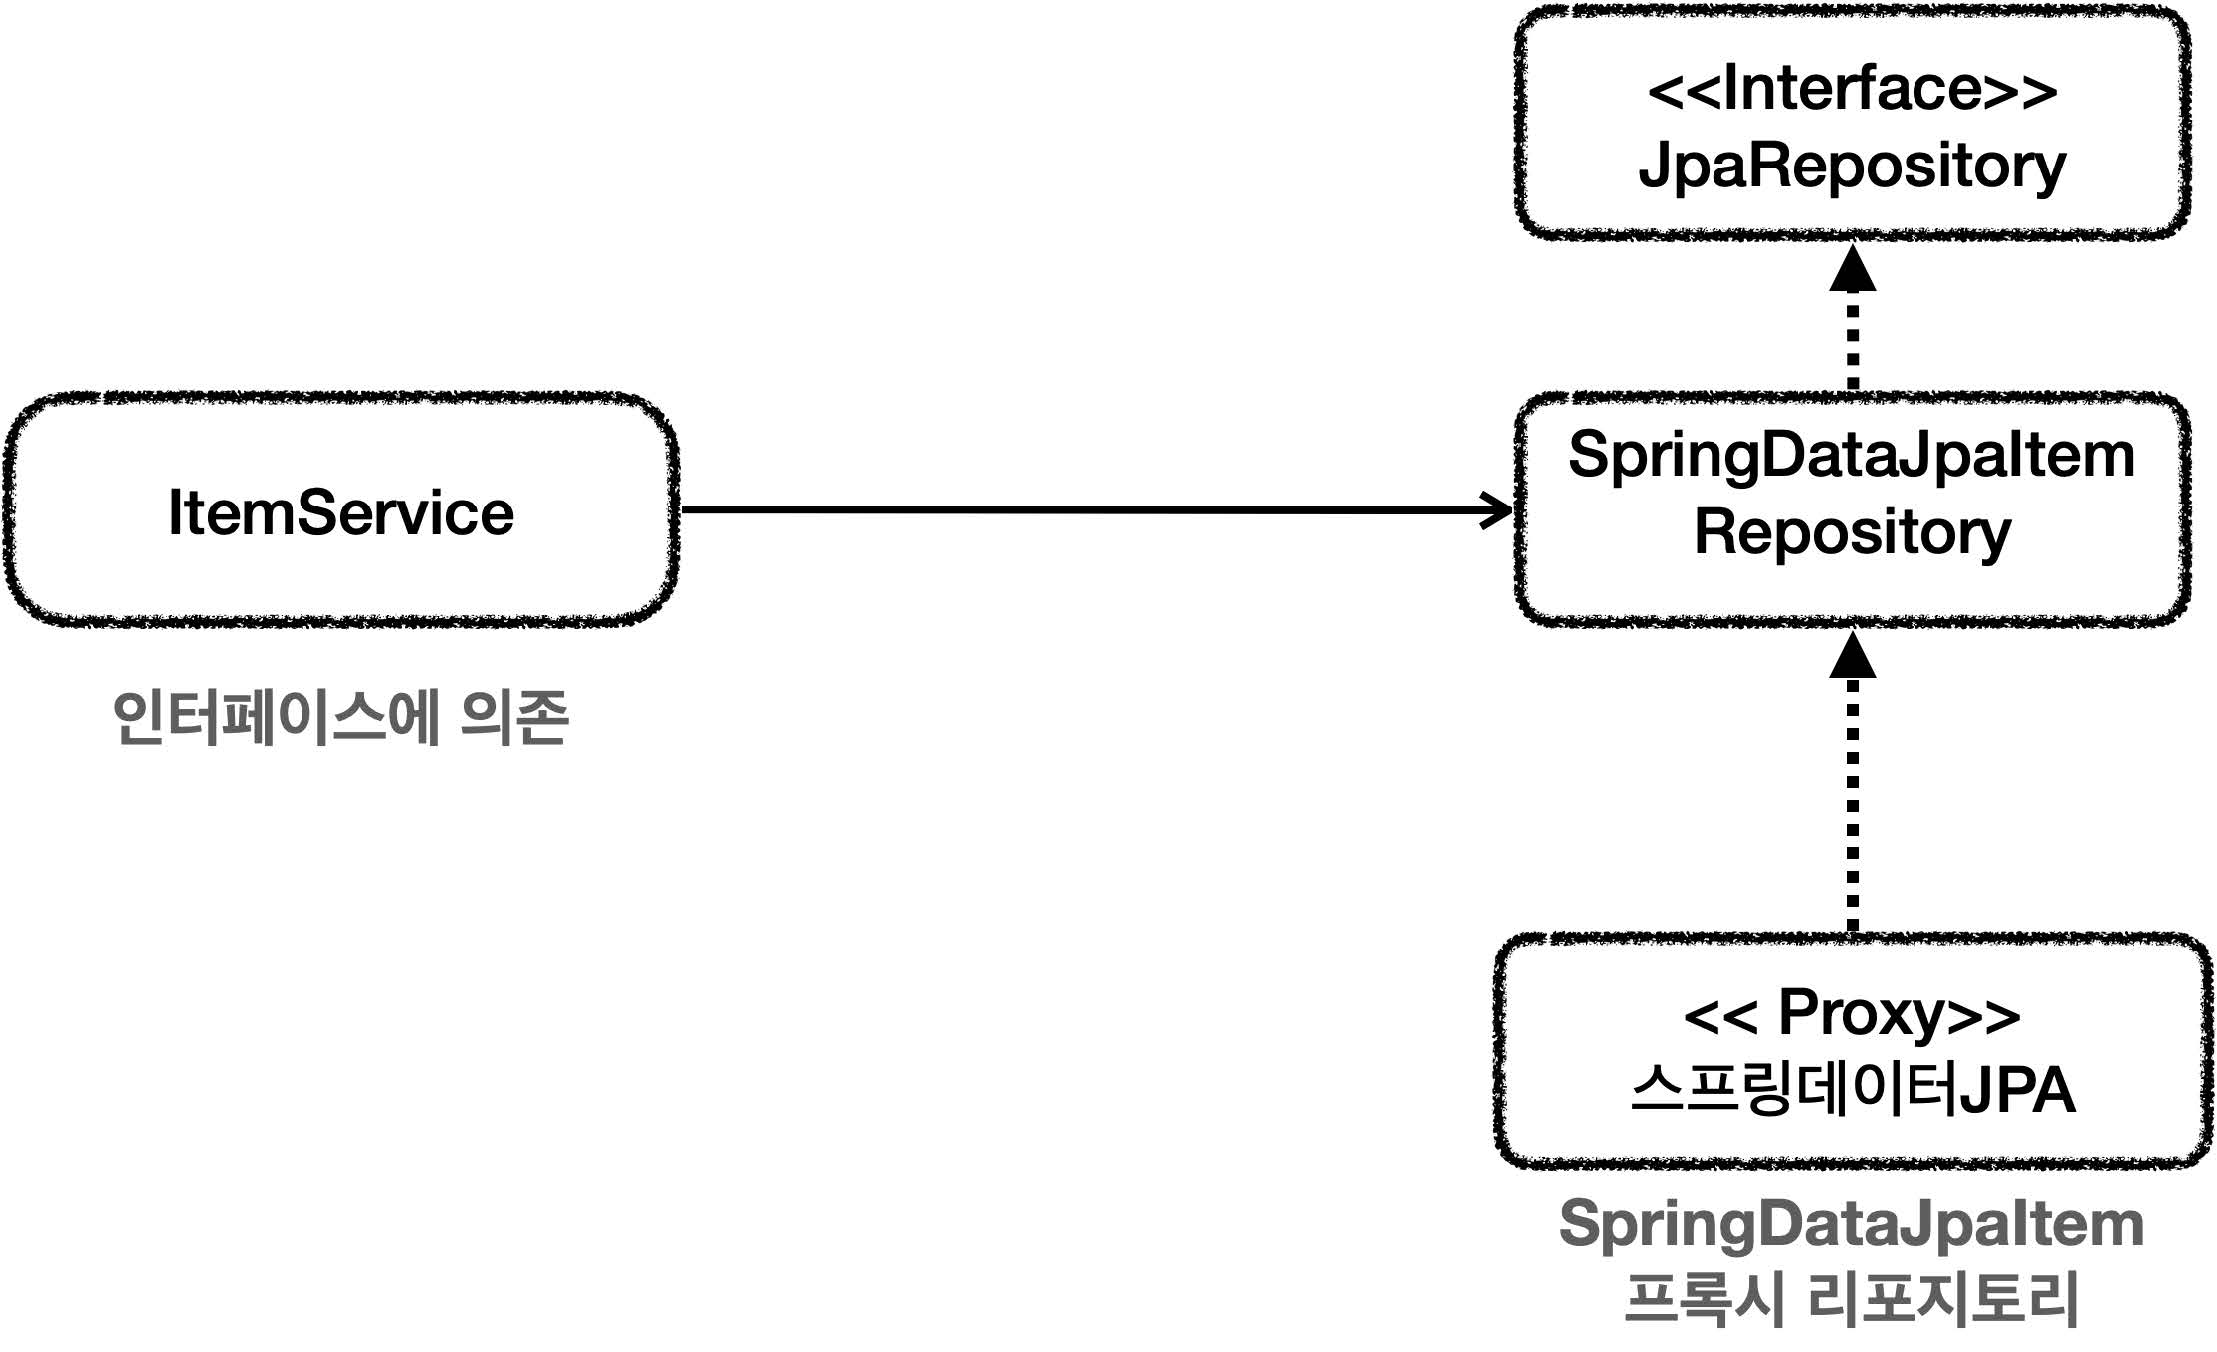 <<Interface>>
JpaRepository
ItemService
인터페이스에 의존
SpringDataJpaItem
Repository
<< Proxy>>
스프링데이터JPA
SpringDataJpaItem
프록시 리포지토리